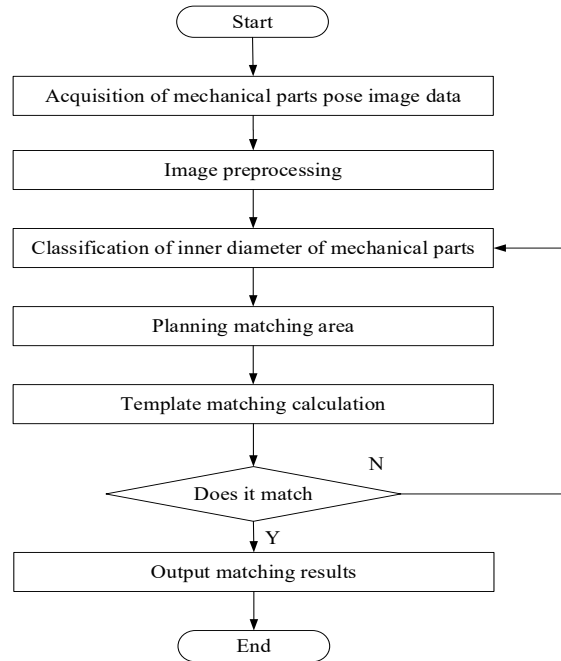 Start
Acquisition of mechanical parts pose image data
Image preprocessing
Classification of inner diameter of mechanical parts
Planning matching area
Template matching calculation
N
Does it match
Y
Output matching results
End